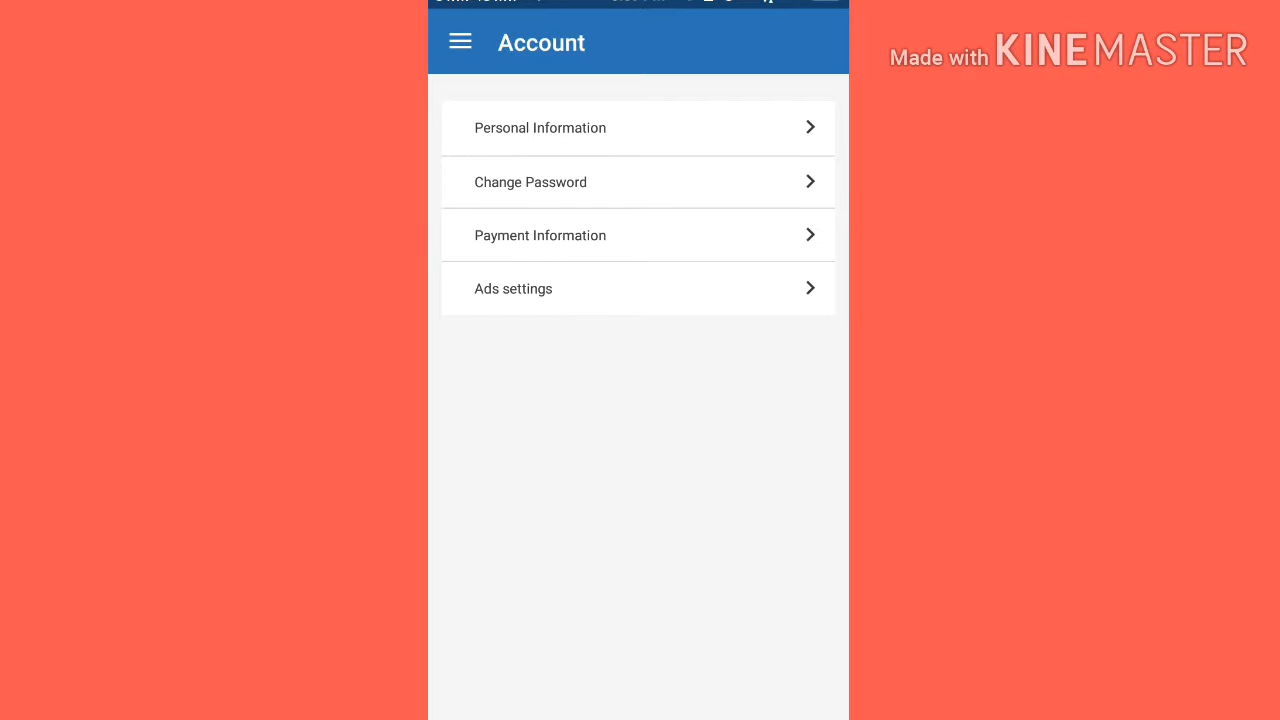 Account
Made with KINEMASTER
Personal Information
Change Password
Payment Information
Ads settings